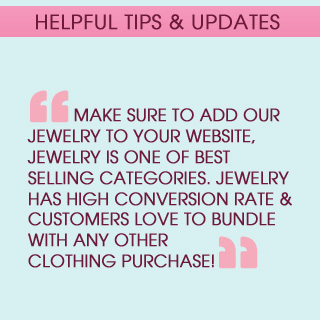 HELPFUL TIPS & UPDATES
“ MAKE SURE TO ADD OUR
JEWELRY TO YOUR WEBSITE,
JEWELRY IS ONE OF BEST
SELLING CATEGORIES. JEWELRY
HAS HIGH CONVERSION RATE &
CUSTOMERS LOVE TO BUNDLE
WITH ANY OTHER
CLOTHING PURCHASE! ”